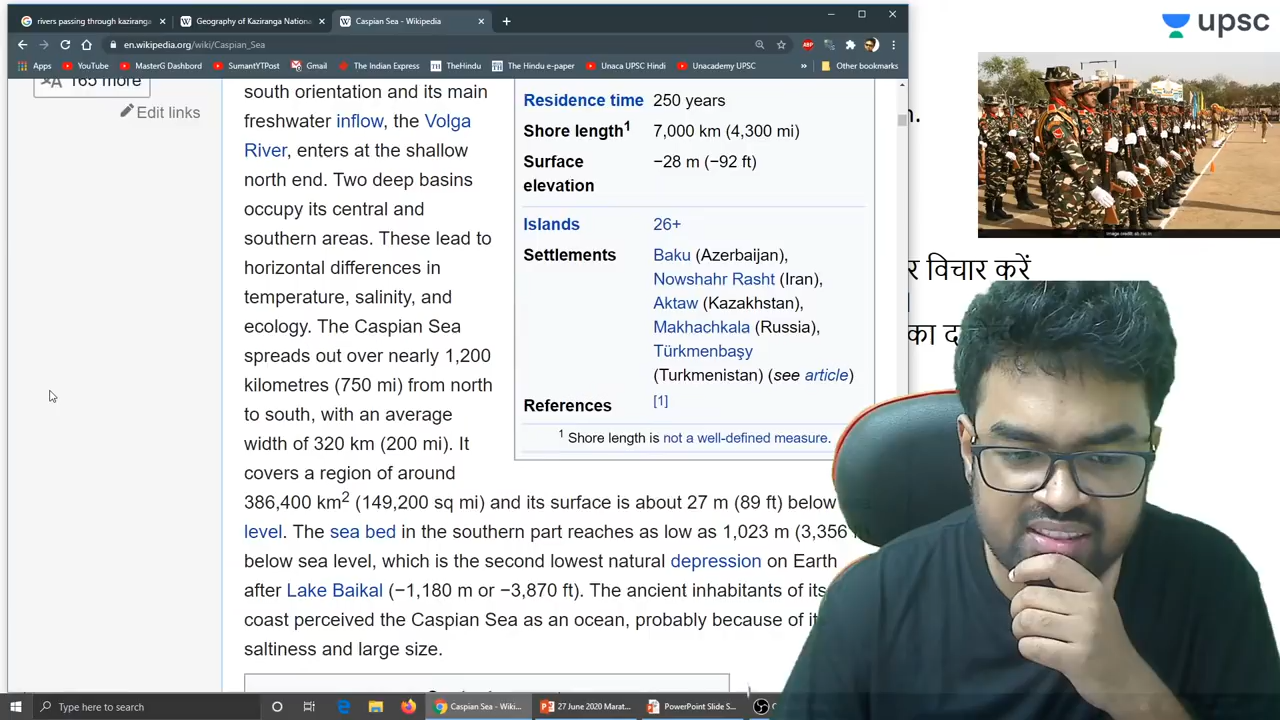 rivers passing through kaziranga
Geography of Kaziranga Nation
Caspian Sea - Wikipedia
upsc
en.wikipedia.org/wiki/Caspian_Sea
Apps YouTube MasterG Dashbord SumantYTPost Gmail The Indian Express TheHindu The Hindu e-paper Unaca UPSC Hindi Unacademy UPSC Other bookmarks
165 more
Edit links
south orientation and its main
freshwater inflow, the Volga
River, enters at the shallow
north end. Two deep basins
occupy its central and
southern areas. These lead to
horizontal differences in
temperature, salinity, and
ecology. The Caspian Sea
spreads out over nearly 1,200
kilometres (750 mi) from north
to south, with an average
width of 320 km (200 mi). It
covers a region of around
386,400 km2 (149,200 sq mi) and its surface is about 27 m (89 ft) below
level. The sea bed in the southern part reaches as low as 1,023 m (3,356
below sea level, which is the second lowest natural depression on Earth
after Lake Baikal (−1,180 m or −3,870 ft). The ancient inhabitants of its
coast perceived the Caspian Sea as an ocean, probably because of it
saltiness and large size.
Residence time 250 years
Shore length1 7,000 km (4,300 mi)
Surface −28 m (−92 ft)
elevation
Islands 26+
Settlements Baku (Azerbaijan),
Nowshahr Rasht (Iran),
Aktaw (Kazakhstan),
Makhachkala (Russia),
Türkmenbaşy
(Turkmenistan) (see article)
References [1]
1 Shore length is not a well-defined measure.
n.
र विचार करें
का द
Type here to search
Caspian Sea - Wiki...
27 June 2020 Marat...
PowerPoint Slide S...